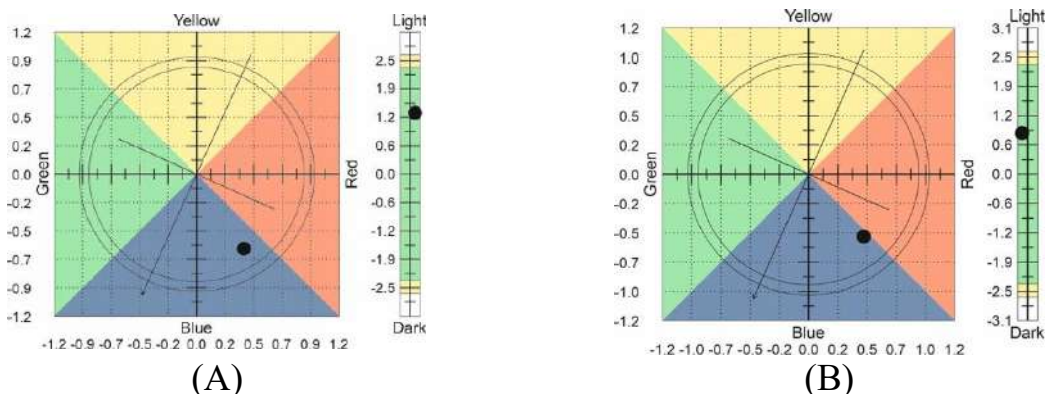 Yellow
1.2
0.9
0.7
0.5
0.2
0.0
-0.2
-0.5
-0.7
-0.9
-1.2
Green
Red
Blue
-1.2 -0.9 -0.7 -0.5 -0.2 0.0 0.2 0.5 0.7 0.9 1.2
Light
2.5
1.9
1.2
0.6
0.0
-0.6
-1.2
-1.9
-2.5
Dark
(A)
Yellow
1.2
1.0
0.7
0.5
0.2
0.0
-0.2
-0.5
-0.7
-1.0
-1.2
Green
Red
Blue
-1.2 -1.0 -0.7 -0.5 -0.2 0.0 0.2 0.5 0.7 1.0 1.2
Light
3.1
2.5
1.9
1.2
0.6
0.0
-0.6
-1.2
-1.9
-2.5
-3.1
Dark
(B)